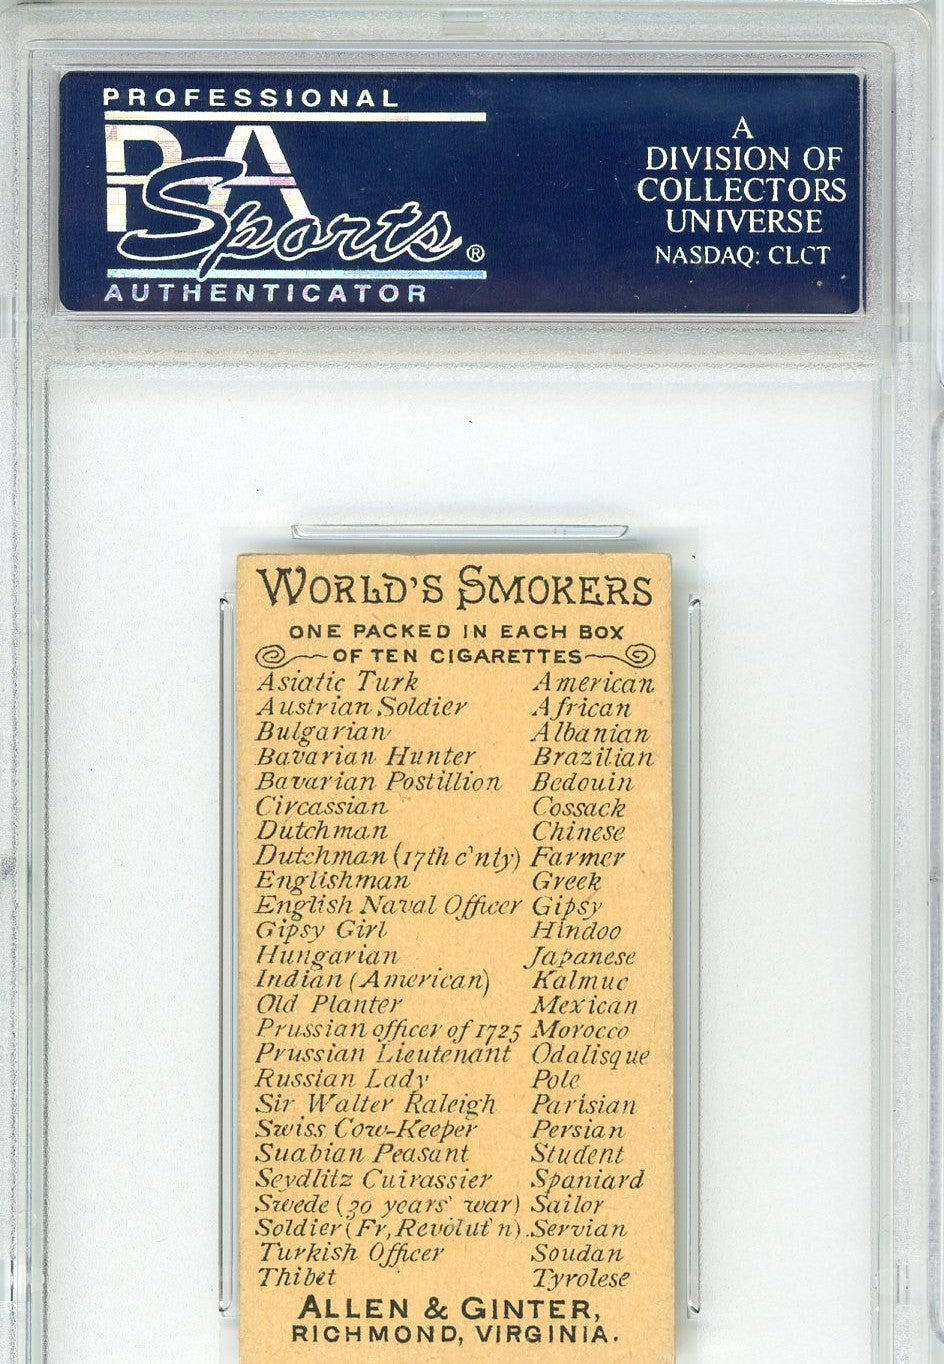 PROFESSIONAL
PSA
Sports®
AUTHENTICATOR
A
DIVISION OF
COLLECTORS
UNIVERSE
NASDAQ: CLCT
WORLD'S SMOKERS
ONE PACKED IN EACH BOX
OF TEN CIGARETTES
Asiatic Turk American
Austrian Soldier African
Bulgarian Albanian
Bavarian Hunter Brazilian
Bavarian Postillion Bedouin
Circassian Cossack
Dutchman Chinese
Dutchman (17th c'nty) Farmer
Englishman Greek
English Naval Officer Gipsy
Gipsy Girl Hindoo
Hungarian Japanese
Indian (American) Kalmuc
Old Planter Mexican
Prussian officer of 1725 Morocco
Prussian Lieutenant Odalisque
Russian Lady Pole
Sir Walter Raleigh Parisian
Swiss Cow-Keeper Persian
Suabian Peasant Student
Seydlitz Cuirassier Spaniard
Swede (30 years' war) Sailor
Soldier (Fr, Revolut'n). Servian
Turkish Officer Soudan
Thibet Tyrolese
ALLEN & GINTER,
RICHMOND, VIRGINIA.